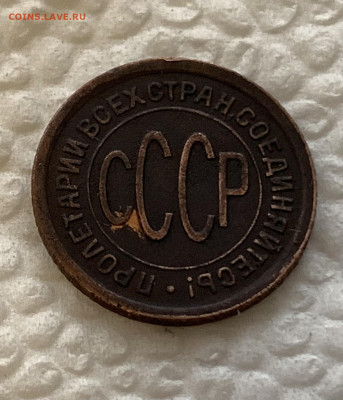 COINS.LAVE.RU
ПРОЛЕТАРИИ ВСЕХ СТРАН, СОЕДИНЯЙТЕСЬ! •
СССР